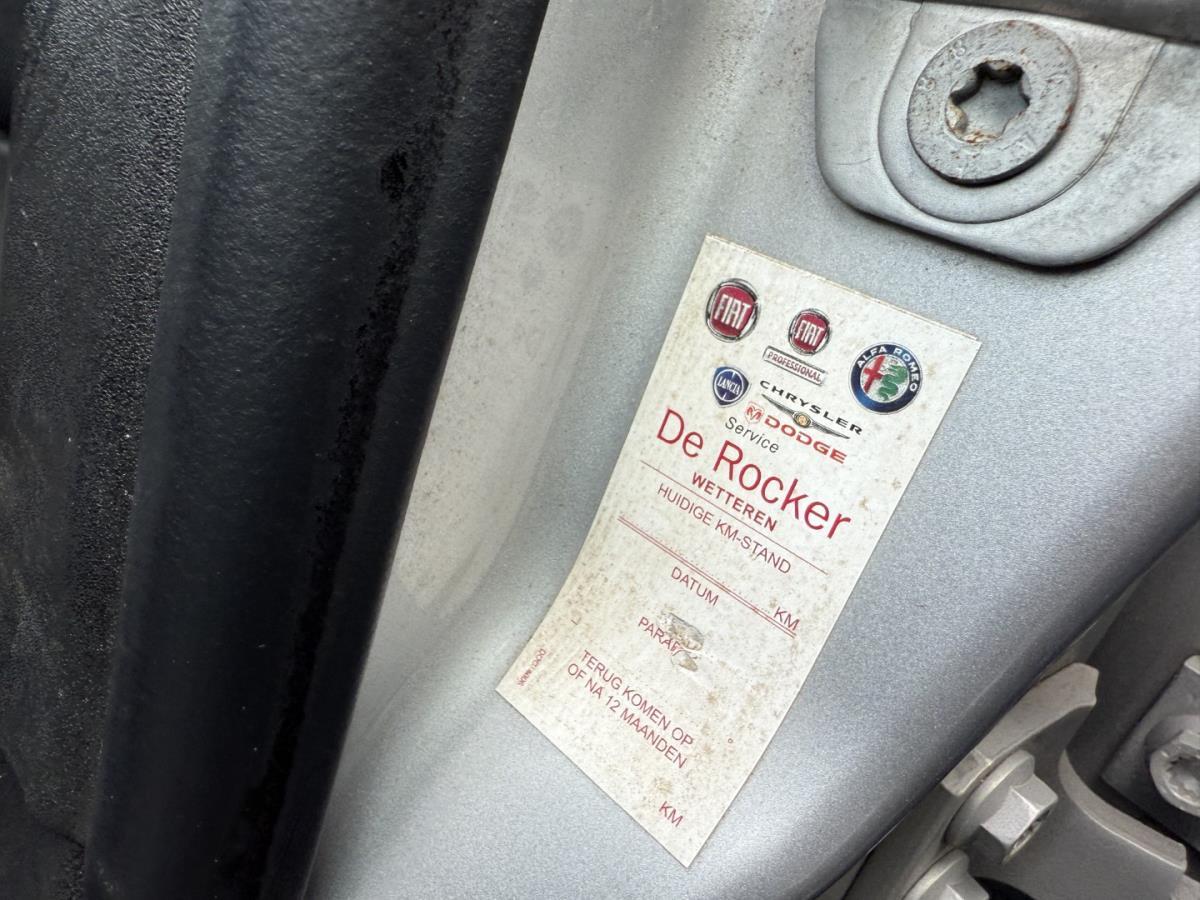 FIAT
FIAT
PROFESSIONAL
ALFA ROMEO
LANCIA
CHRYSLER
DODGE
Service
De Rocker
WETTEREN
HUIDIGE KM-STAND
KM
DATUM
TERUG KOMEN OP
OF NA 12 MAANDEN
KM